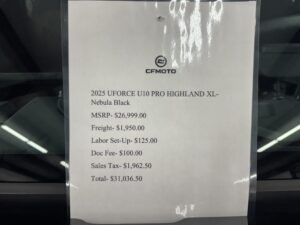 CFMOTO
2025 UFORCE U10 PRO HIGHLAND XL-
Nebula Black
MSRP- $26,999.00
Freight- $1,950.00
Labor Set-Up- $125.00
Doc Fee- $100.00
Sales Tax- $1,962.50
Total- $31,036.50